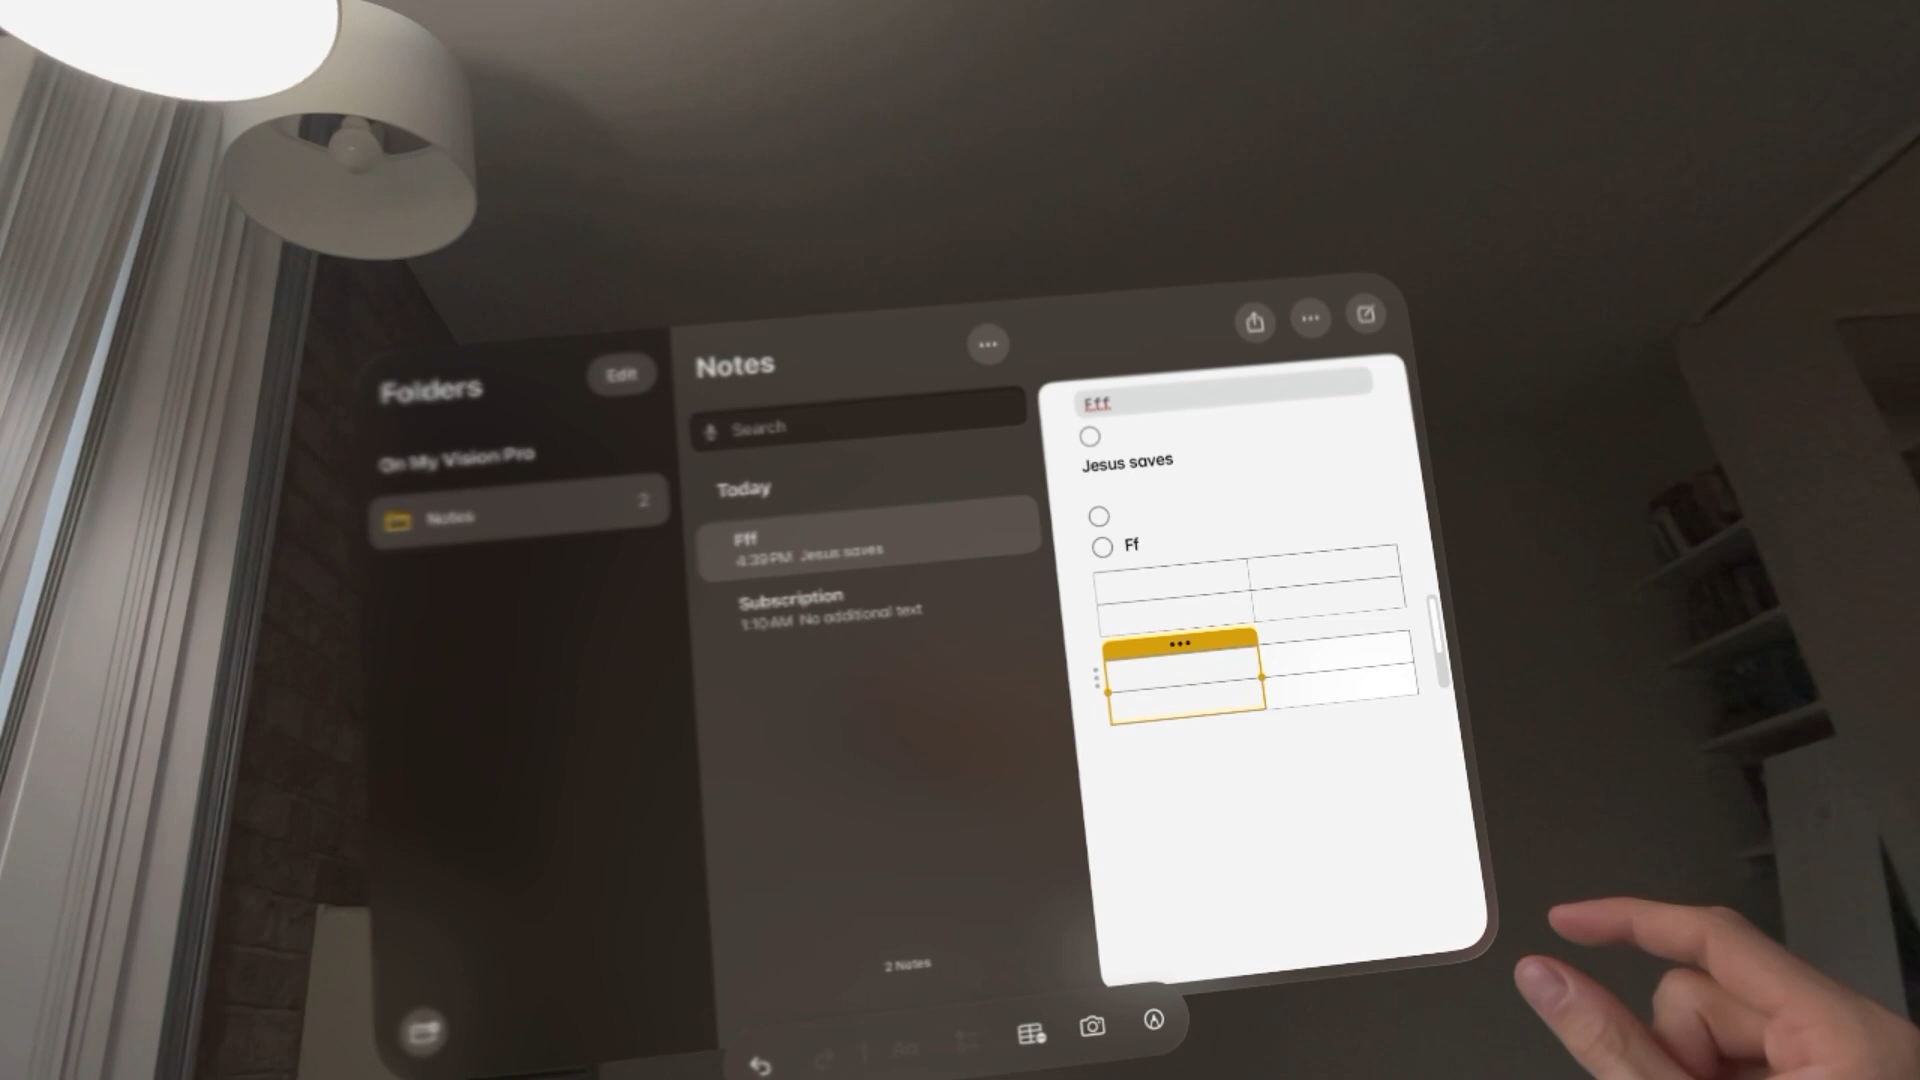 Folders
Edit
On My Vision Pro
Notes
2
Notes
Search
Today
Fff
4:39 PM Jesus saves
Subscription
1:10 AM No additional text
2 Notes
Aa
Fff
Jesus saves
Ff